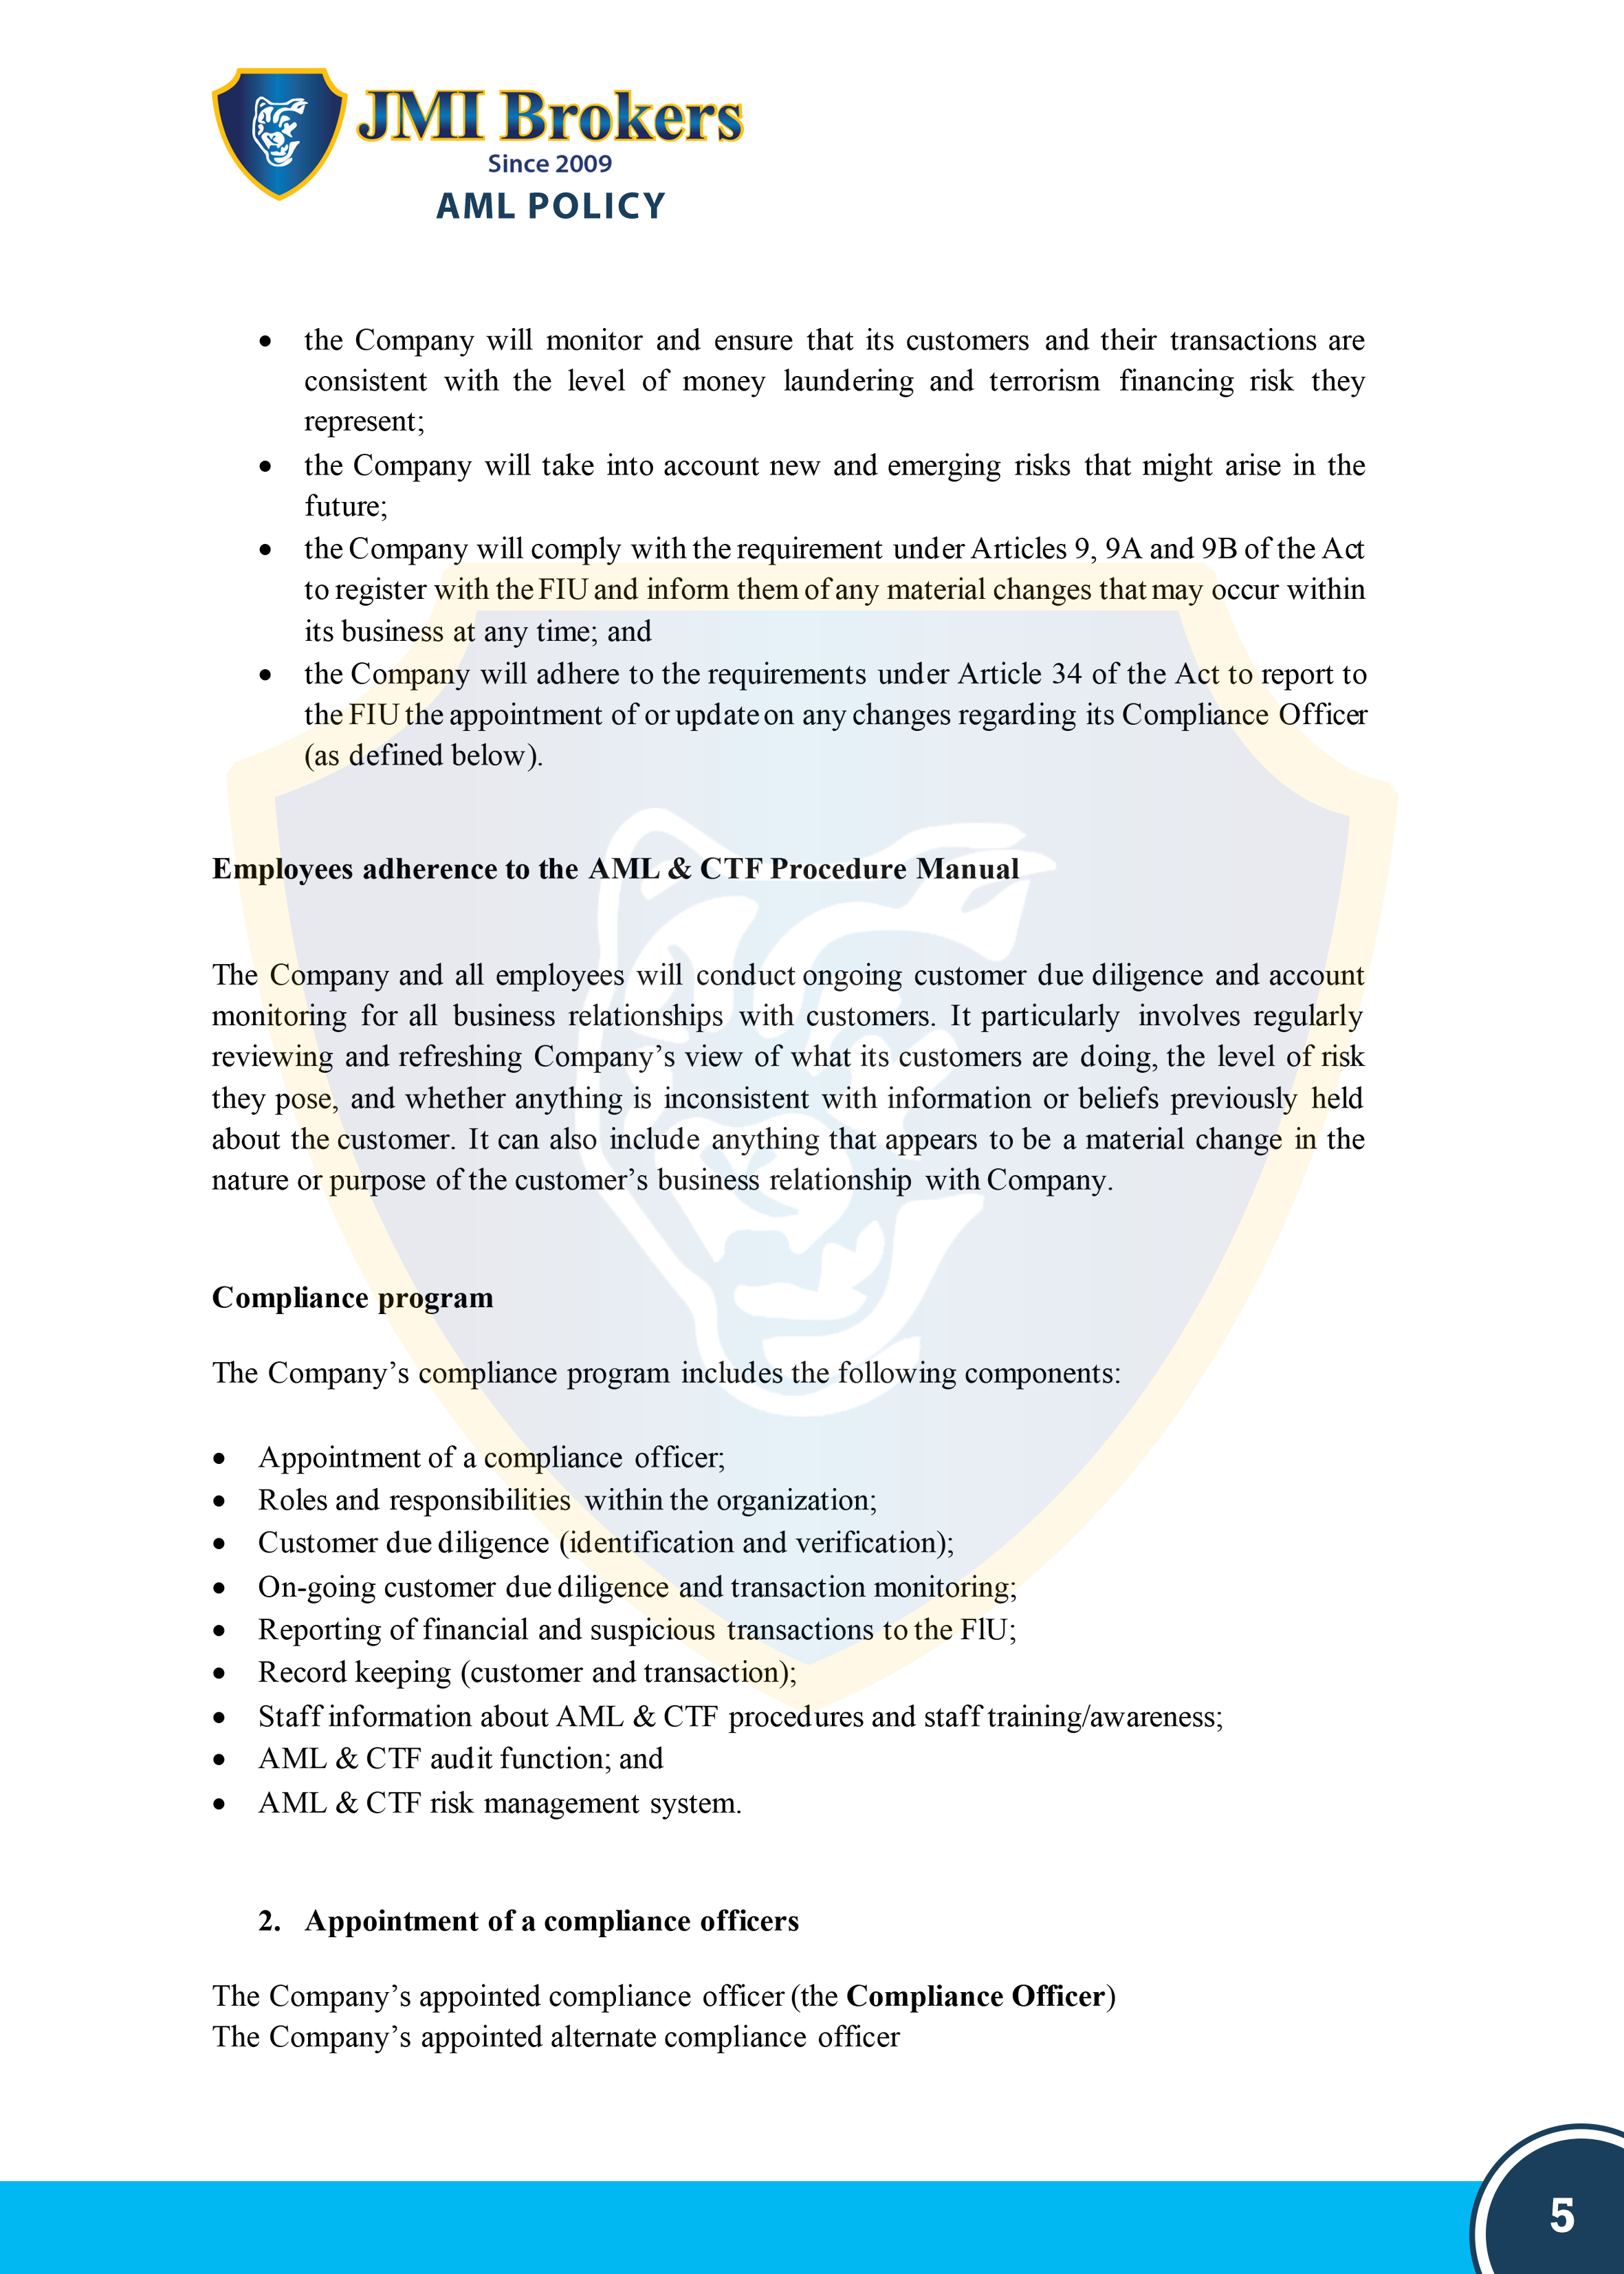 JMI Brokers
Since 2009
AML POLICY
• the Company will monitor and ensure that its customers and their transactions are
consistent with the level of money laundering and terrorism financing risk they
represent;
• the Company will take into account new and emerging risks that might arise in the
future;
• the Company will comply with the requirement under Articles 9, 9A and 9B of the Act
to register with the FIU and inform them of any material changes that may occur within
its business at any time; and
• the Company will adhere to the requirements under Article 34 of the Act to report to
the FIU the appointment of or update on any changes regarding its Compliance Officer
(as defined below).
Employees adherence to the AML & CTF Procedure Manual
The Company and all employees will conduct ongoing customer due diligence and account
monitoring for all business relationships with customers. It particularly involves regularly
reviewing and refreshing Company’s view of what its customers are doing, the level of risk
they pose, and whether anything is inconsistent with information or beliefs previously held
about the customer. It can also include anything that appears to be a material change in the
nature or purpose of the customer’s business relationship with Company.
Compliance program
The Company’s compliance program includes the following components:
• Appointment of a compliance officer;
• Roles and responsibilities within the organization;
• Customer due diligence (identification and verification);
• On-going customer due diligence and transaction monitoring;
• Reporting of financial and suspicious transactions to the FlU;
• Record keeping (customer and transaction);
• Staff information about AML & CTF procedures and staff training/awareness;
• AML & CTF audit function; and
• AML & CTF risk management system.
2. Appointment of a compliance officers
The Company’s appointed compliance officer (the Compliance Officer)
The Company’s appointed alternate compliance officer
5